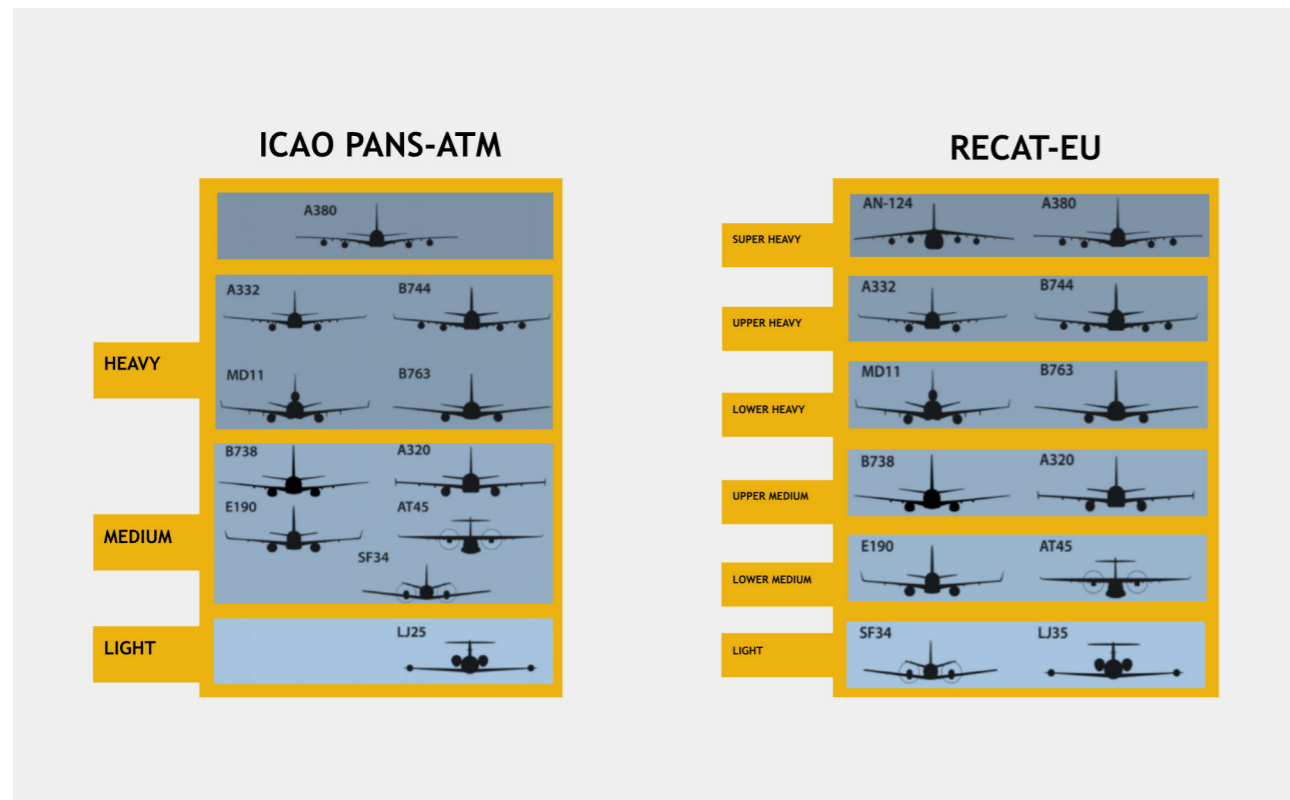 ICAO PANS-ATM
A380
A332 B744
HEAVY
MD11 B763
B738 A320
E190 AT45
MEDIUM
SF34
LIGHT
LJ25
RECAT-EU
AN-124 A380
SUPER HEAVY
A332 B744
UPPER HEAVY
MD11 B763
LOWER HEAVY
B738 A320
UPPER MEDIUM
E190 AT45
LOWER MEDIUM
SF34 LJ35
LIGHT